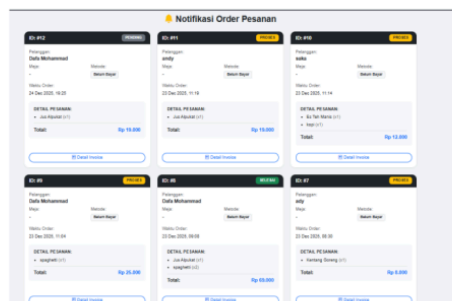 Notifikasi Order Pesanan
ID: #12 PENDING
Pelanggan:
Dafa Mohammad
Meja: Metode:
- Belum Bayar
Waktu Order:
24 Dec 2025, 16:25
DETAIL PESANAN:
Jus Alpukat (x1)
Total: Rp 10.000
Detail Invoice
ID: #11 PROSES
Pelanggan:
andy
Meja: Metode:
- Belum Bayar
Waktu Order:
23 Dec 2025, 11:18
DETAIL PESANAN:
Jus Alpukat (x1)
Total: Rp 10.000
Detail Invoice
ID: #10 PROSES
Pelanggan:
saka
Meja: Metode:
- Belum Bayar
Waktu Order:
23 Dec 2025, 11:14
DETAIL PESANAN:
Es Teh Manis (x1)
kopi (x1)
Total: Rp 13.000
Detail Invoice
ID: #9 PROSES
Pelanggan:
Dafa Mohammad
Meja: Metode:
- Belum Bayar
Waktu Order:
23 Dec 2025, 11:04
DETAIL PESANAN:
spaghetti (x1)
Total: Rp 25.000
Detail Invoice
ID: #8 SELESAI
Pelanggan:
Dafa Mohammad
Meja: Metode:
- Belum Bayar
Waktu Order:
23 Dec 2025, 09:05
DETAIL PESANAN:
Jus Alpukat (x1)
spaghetti (x2)
Total: Rp 60.000
Detail Invoice
ID: #7 PROSES
Pelanggan:
ady
Meja: Metode:
- Belum Bayar
Waktu Order:
23 Dec 2025, 08:30
DETAIL PESANAN:
Kentang Goreng (x1)
Total: Rp 8.000
Detail Invoice